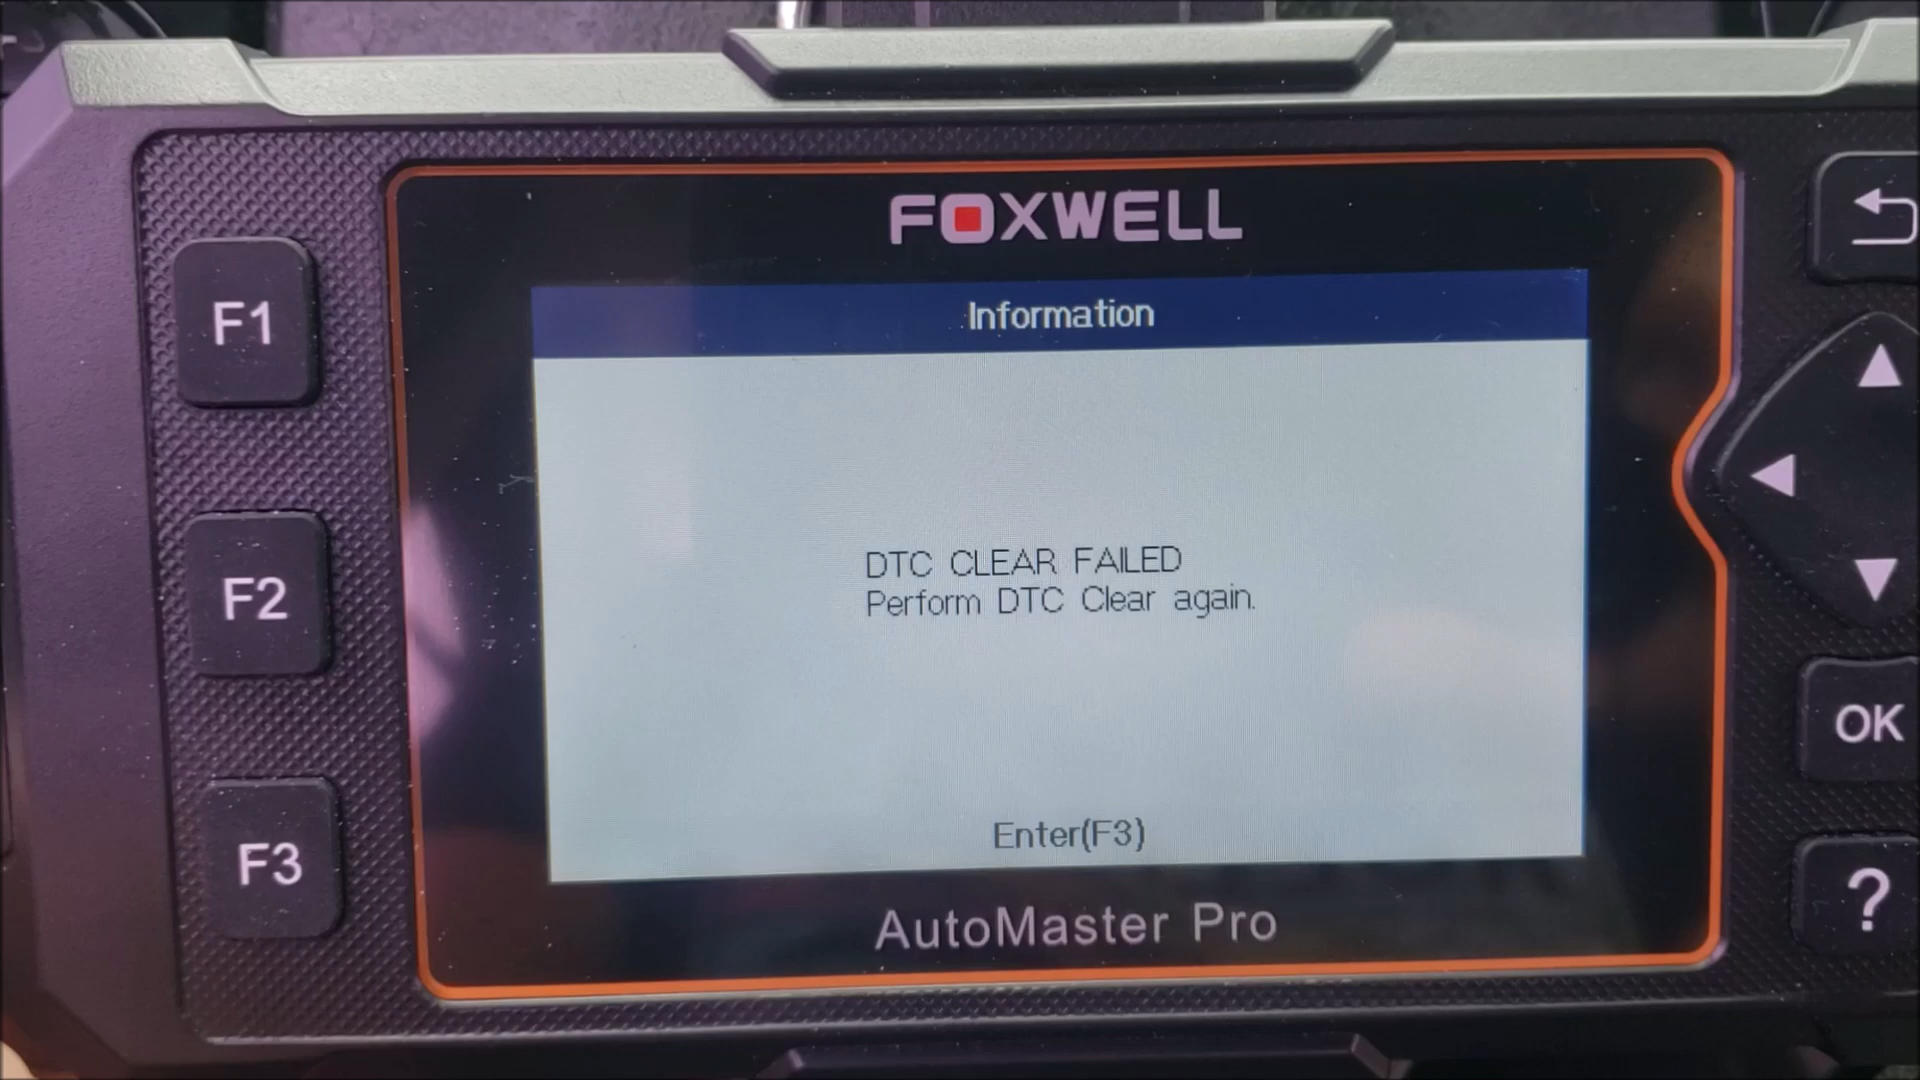 FOXWELL
Information
DTC CLEAR FAILED
Perform DTC Clear again.
Enter(F3)
AutoMaster Pro
F1
F2
F3
OK
?